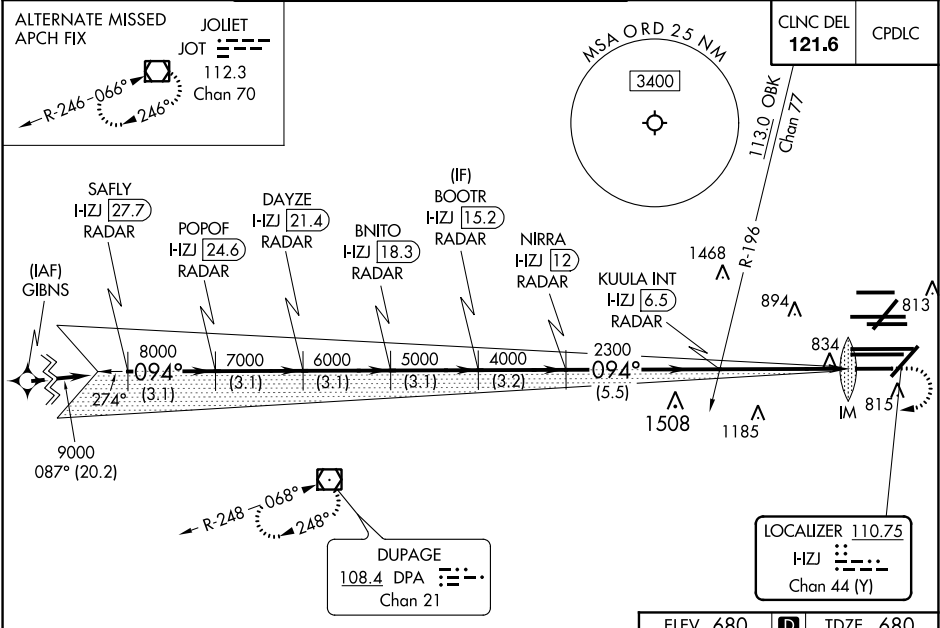 ALTERNATE MISSED
APCH FIX
JOLIET
JOT
112.3
Chan 70
R-246
066°
246°
MSA ORD 25 NM
3400
CLNC DEL
121.6
CPDLC
113.0 OBK
Chan 77
R-196
(IAF)
GIBNS
SAFLY
I-IZJ 27.7
RADAR
POPOF
I-IZJ 24.6
RADAR
DAYZE
I-IZJ 21.4
RADAR
BNITO
I-IZJ 18.3
RADAR
(IF)
BOOTR
I-IZJ 15.2
RADAR
NIRRA
I-IZJ 12
RADAR
KUULA INT
I-IZJ 6.5
RADAR
1468
894
813
834
815
IM
8000
094°
(3.1)
274°
7000
(3.1)
6000
(3.1)
5000
(3.1)
4000
(3.2)
2300
094°
(5.5)
1508
1185
9000
087° (20.2)
R-248
068°
248°
DUPAGE
108.4 DPA
Chan 21
LOCALIZER 110.75
I-IZJ
Chan 44 (Y)
ELEV 680
D
TDZE 680